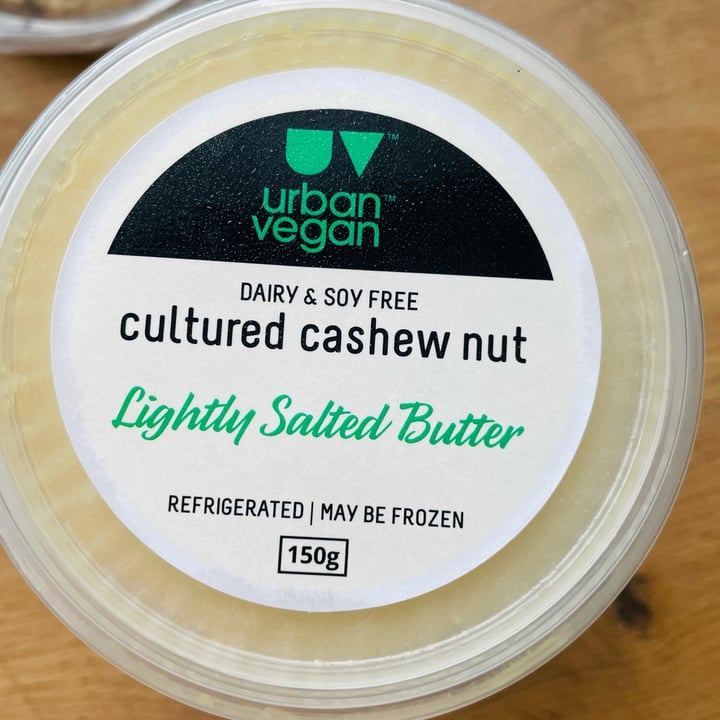 UV™
urban™
vegan
DAIRY & SOY FREE
cultured cashew nut
Lightly Salted Butter
REFRIGERATED | MAY BE FROZEN
150g